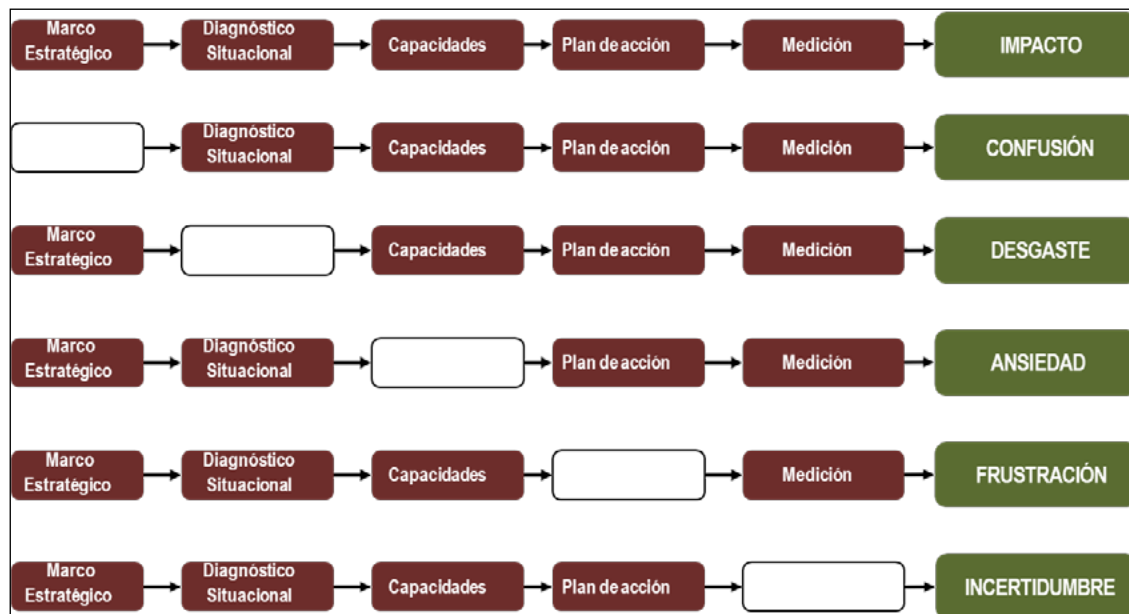 Marco
Estratégico
Diagnóstico
Situacional
Capacidades
Plan de acción
Medición
IMPACTO
Diagnóstico
Situacional
Capacidades
Plan de acción
Medición
CONFUSIÓN
Marco
Estratégico
Capacidades
Plan de acción
Medición
DESGASTE
Marco
Estratégico
Diagnóstico
Situacional
Plan de acción
Medición
ANSIEDAD
Marco
Estratégico
Diagnóstico
Situacional
Capacidades
Medición
FRUSTRACIÓN
Marco
Estratégico
Diagnóstico
Situacional
Capacidades
Plan de acción
INCERTIDUMBRE